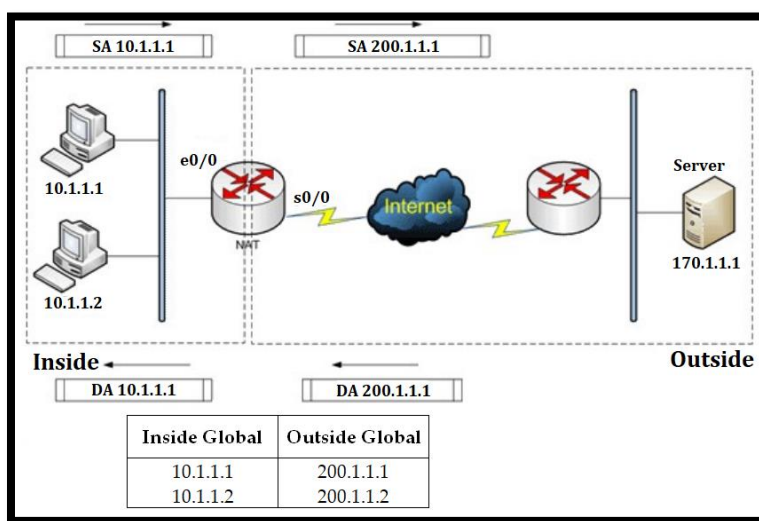 SA 10.1.1.1
SA 200.1.1.1
e0/0
10.1.1.1
s0/0
Internet
Server
NAT
170.1.1.1
10.1.1.2
Inside
Outside
DA 10.1.1.1
DA 200.1.1.1
Inside Global
Outside Global
10.1.1.1
200.1.1.1
10.1.1.2
200.1.1.2